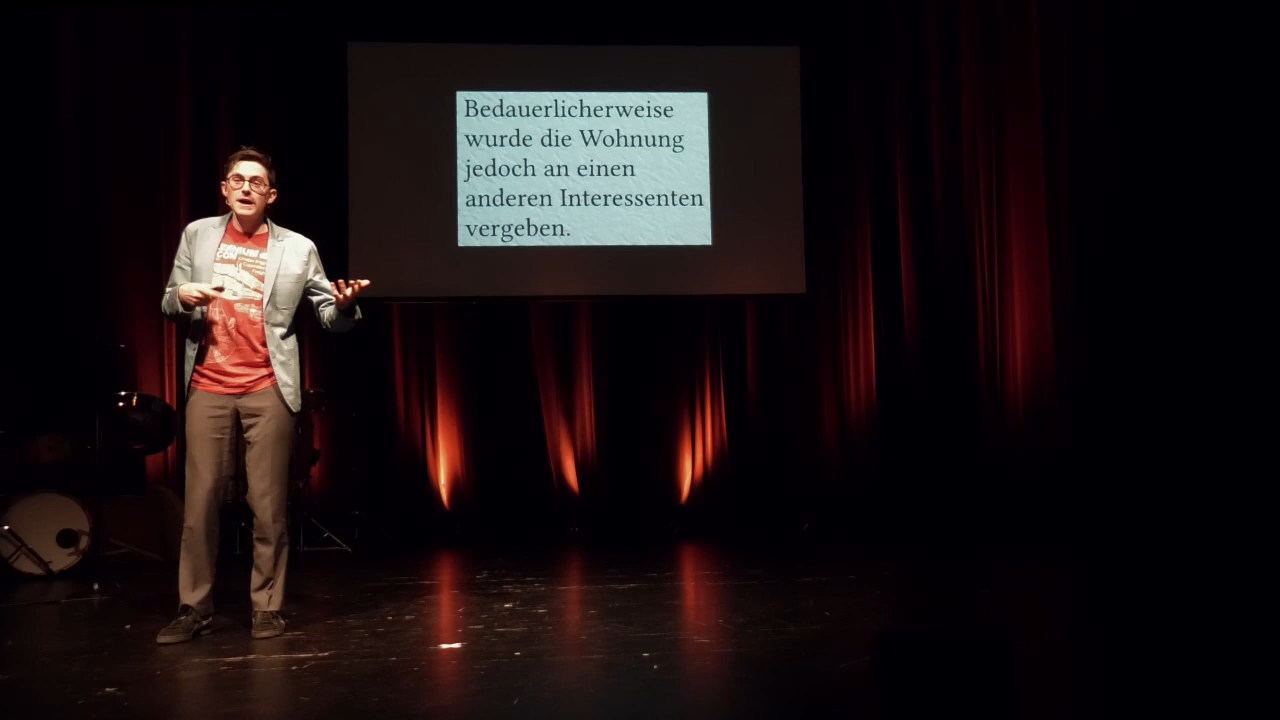 Bedauerlicherweise
wurde die Wohnung
jedoch an einen
anderen Interessenten
vergeben.